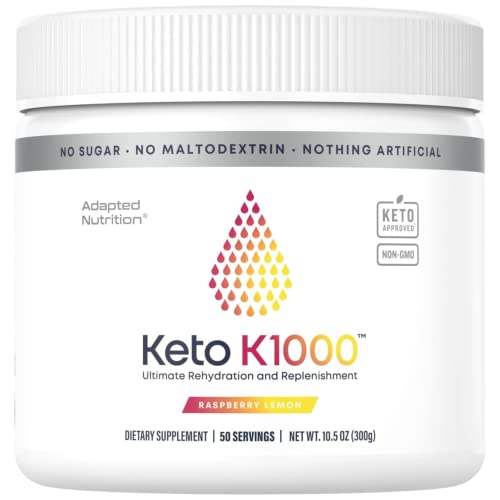 NO SUGAR · NO MALTODEXTRIN · NOTHING ARTIFICIAL
Adapted
Nutrition®
KETO
APPROVED
NON-GMO
Keto K1000™
Ultimate Rehydration and Replenishment
RASPBERRY LEMON
DIETARY SUPPLEMENT | 50 SERVINGS | NET WT. 10.5 OZ (300g)